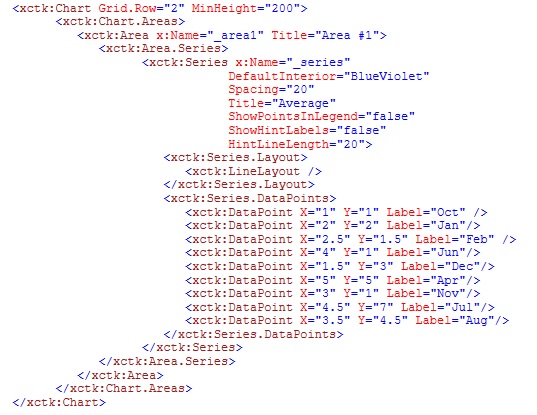 <xctk:Chart Grid.Row="2" MinHeight="200">
<xctk:Chart.Areas>
<xctk:Area x:Name="_area1" Title="Area #1">
<xctk:Area.Series>
<xctk:Series x:Name="_series"
DefaultInterior="BlueViolet"
Spacing="20"
Title="Average"
ShowPointsInLegend="false"
ShowHintLabels="false"
HintLineLength="20">
<xctk:Series.Layout>
<xctk:LineLayout />
</xctk:Series.Layout>
<xctk:Series.DataPoints>
<xctk:DataPoint X="1" Y="1" Label="Oct" />
<xctk:DataPoint X="2" Y="2" Label="Jan"/>
<xctk:DataPoint X="2.5" Y="1.5" Label="Feb" />
<xctk:DataPoint X="4" Y="1" Label="Jun"/>
<xctk:DataPoint X="1.5" Y="3" Label="Dec"/>
<xctk:DataPoint X="5" Y="5" Label="Apr"/>
<xctk:DataPoint X="3" Y="1" Label="Nov"/>
<xctk:DataPoint X="4.5" Y="7" Label="Jul"/>
<xctk:DataPoint X="3.5" Y="4.5" Label="Aug"/>
</xctk:Series.DataPoints>
</xctk:Series>
</xctk:Area.Series>
</xctk:Area>
</xctk:Chart.Areas>
</xctk:Chart>